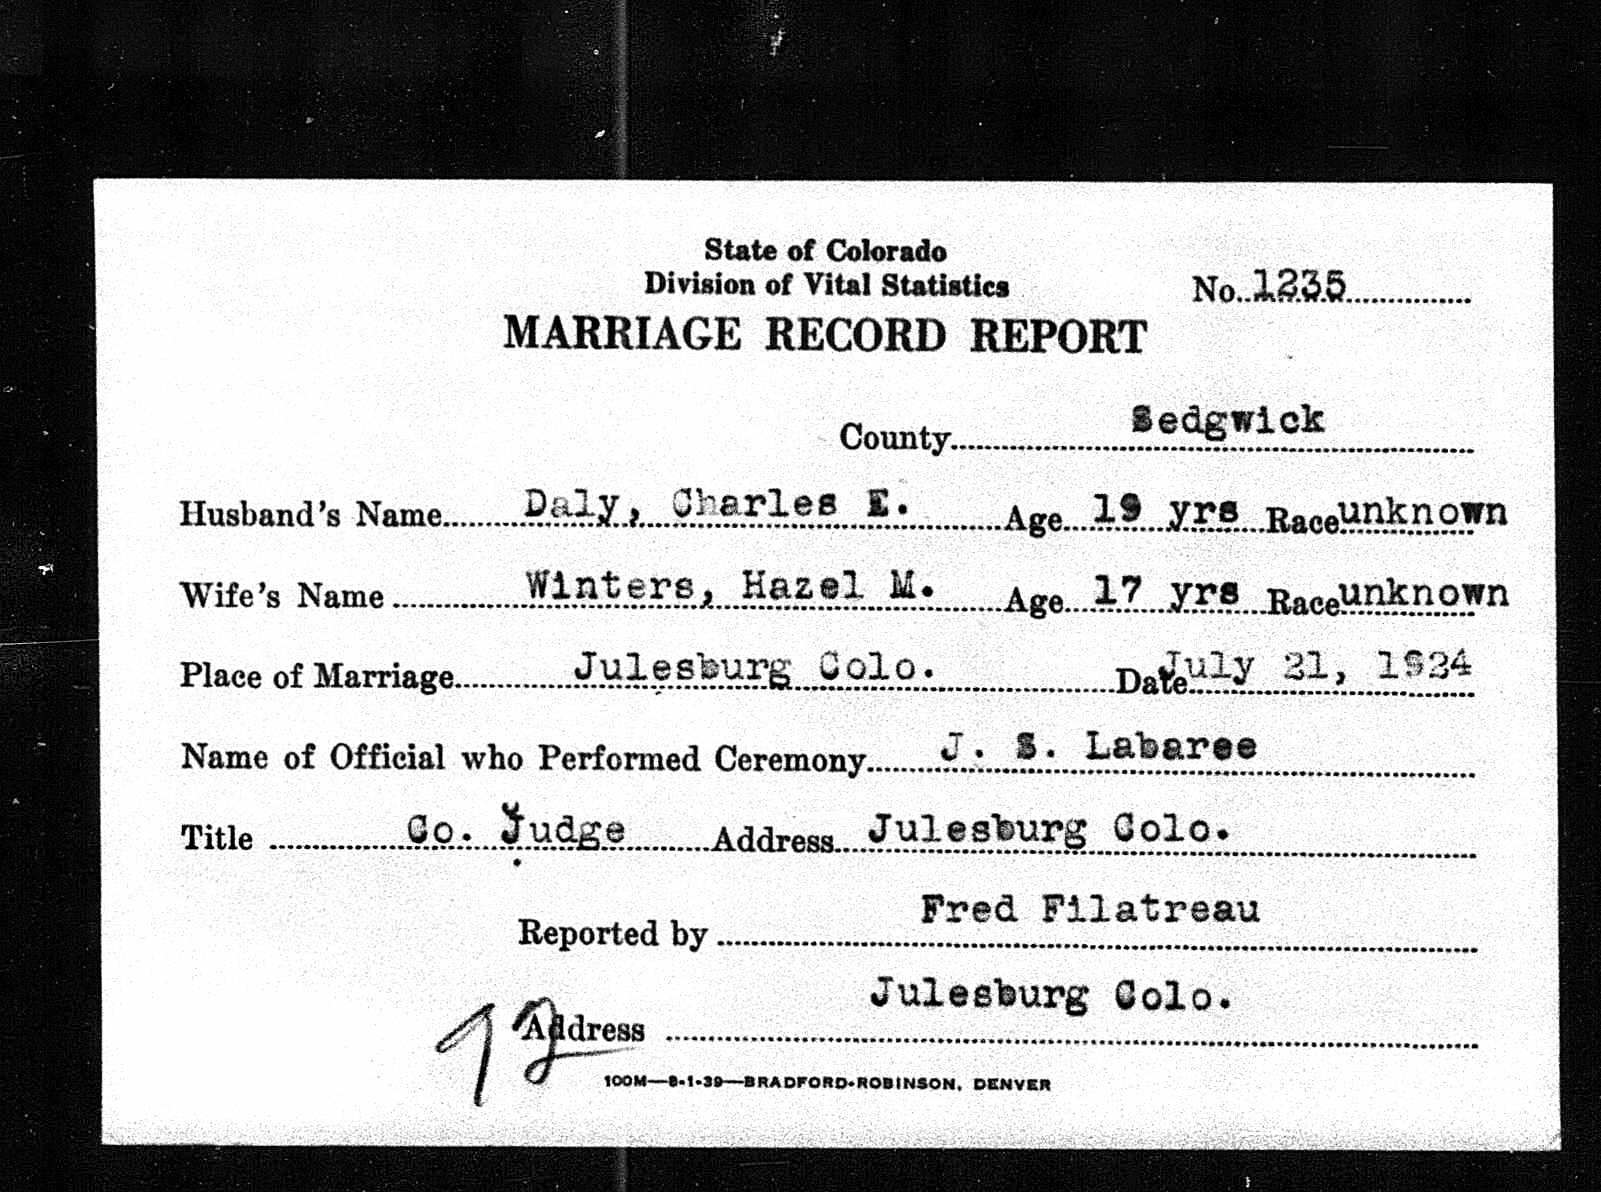 State of Colorado
Division of Vital Statistics
No. 1235
MARRIAGE RECORD REPORT
County Sedgwick
Husband's Name Daly, Charles E. Age 19 yrs Race unknown
Wife's Name Winters, Hazel M. Age 17 yrs Race unknown
Place of Marriage Julesburg Colo. Date July 21, 1924
Name of Official who Performed Ceremony J. S. Labaree
Title Co. Judge Address Julesburg Colo.
Reported by Fred Filatreau
Address Julesburg Colo.
100M—8-1-39—BRADFORD-ROBINSON, DENVER